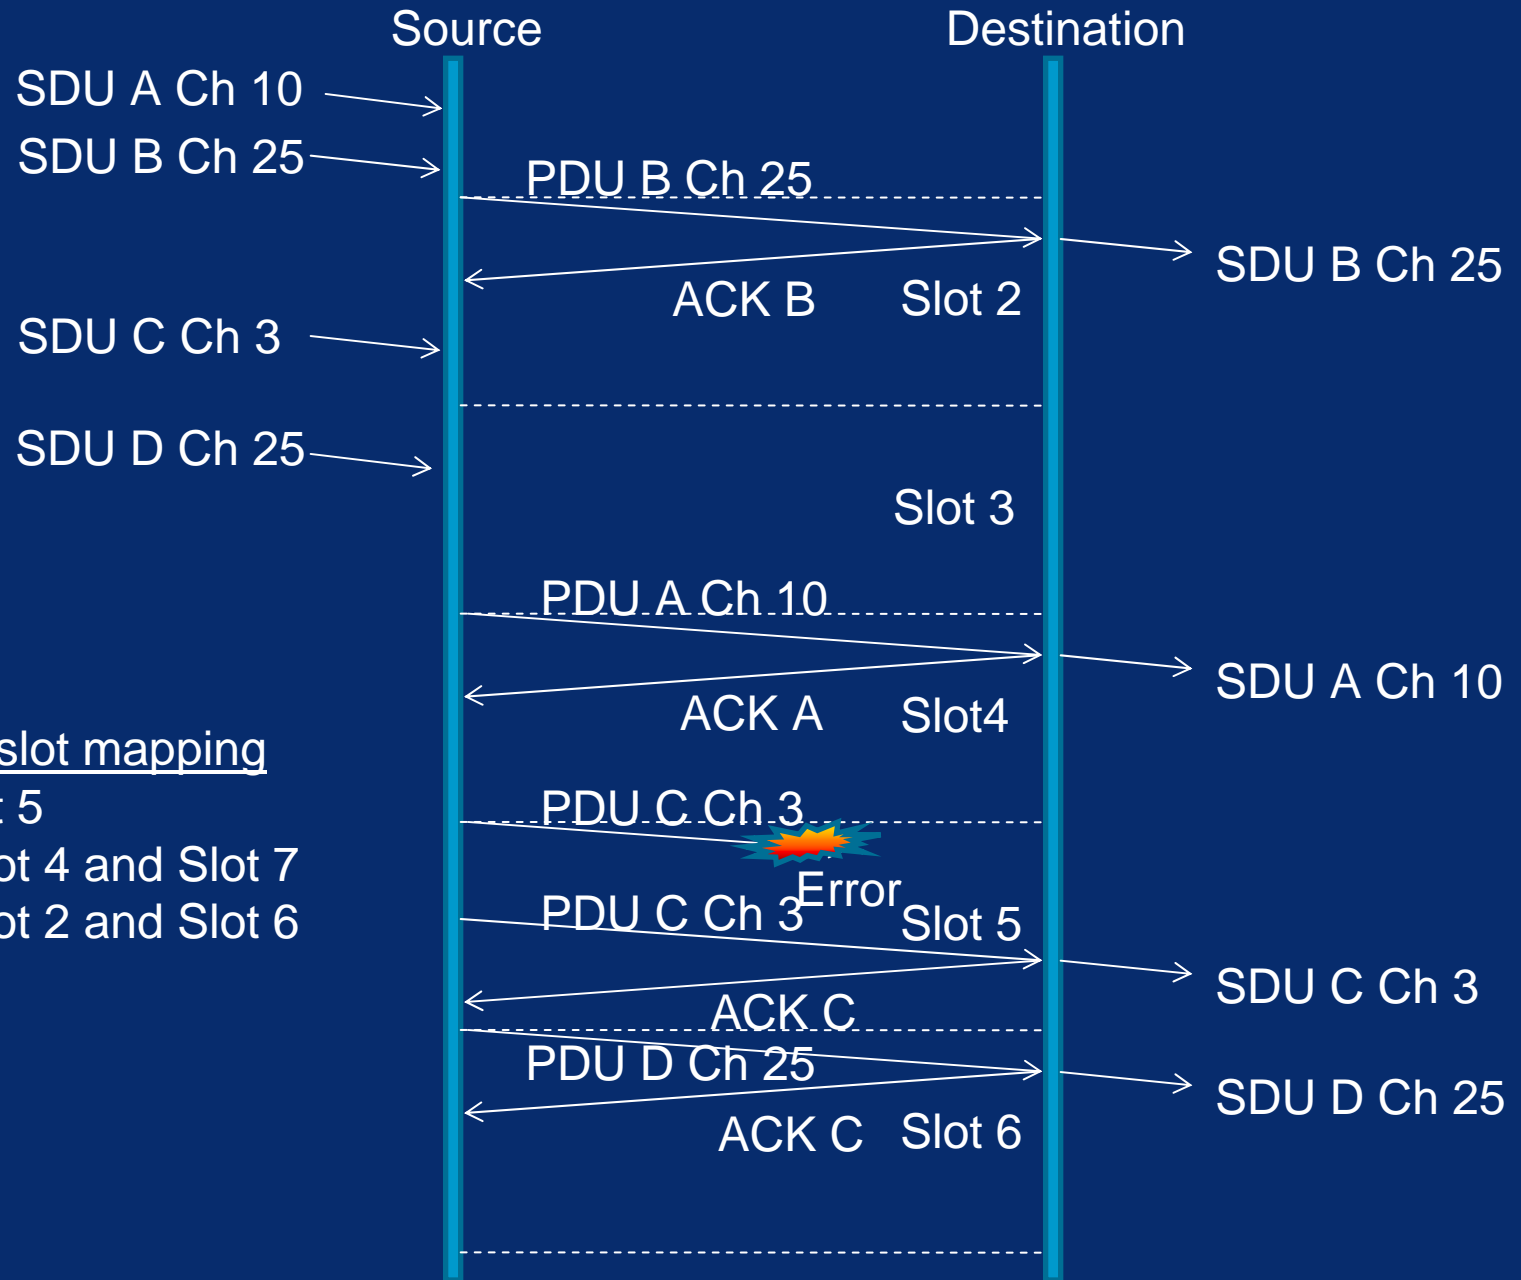 Source
Destination
SDU A Ch 10
SDU B Ch 25
PDU B Ch 25
SDU B Ch 25
ACK B
Slot 2
SDU C Ch 3
SDU D Ch 25
Slot 3
PDU A Ch 10
SDU A Ch 10
ACK A
Slot4
slot mapping
5
PDU C Ch 3
4 and Slot 7
Error
PDU C Ch 3
Slot 5
2 and Slot 6
SDU C Ch 3
ACK C
PDU D Ch 25
SDU D Ch 25
ACK C
Slot 6